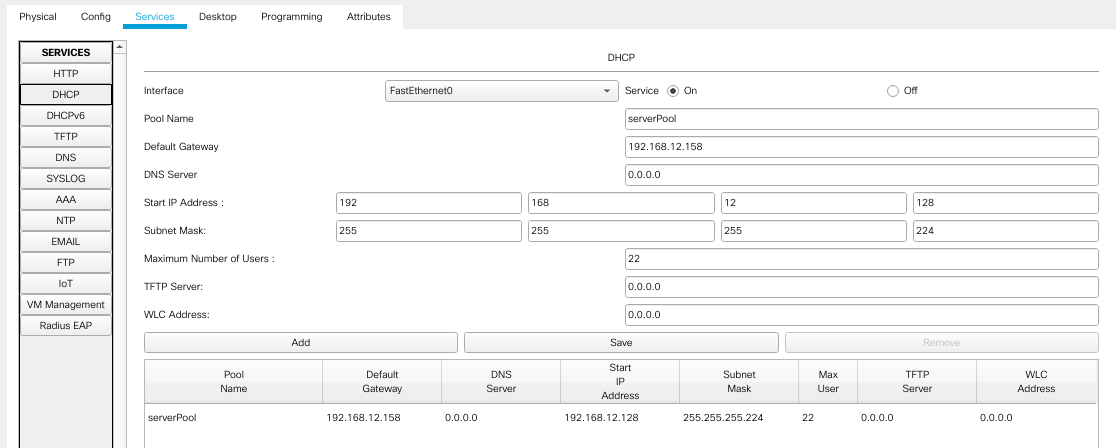 Physical Config Services Desktop Programming Attributes
SERVICES
HTTP
DHCP
DHCPv6
TFTP
DNS
SYSLOG
AAA
NTP
EMAIL
FTP
IoT
VM Management
Radius EAP
DHCP
Interface FastEthernet0 Service On Off
Pool Name serverPool
Default Gateway 192.168.12.158
DNS Server 0.0.0.0
Start IP Address : 192 168 12 128
Subnet Mask: 255 255 255 224
Maximum Number of Users : 22
TFTP Server: 0.0.0.0
WLC Address: 0.0.0.0
Add Save Remove
Pool Name Default Gateway DNS Server Start IP Address Subnet Mask Max User TFTP Server WLC Address
serverPool 192.168.12.158 0.0.0.0 192.168.12.128 255.255.255.224 22 0.0.0.0 0.0.0.0